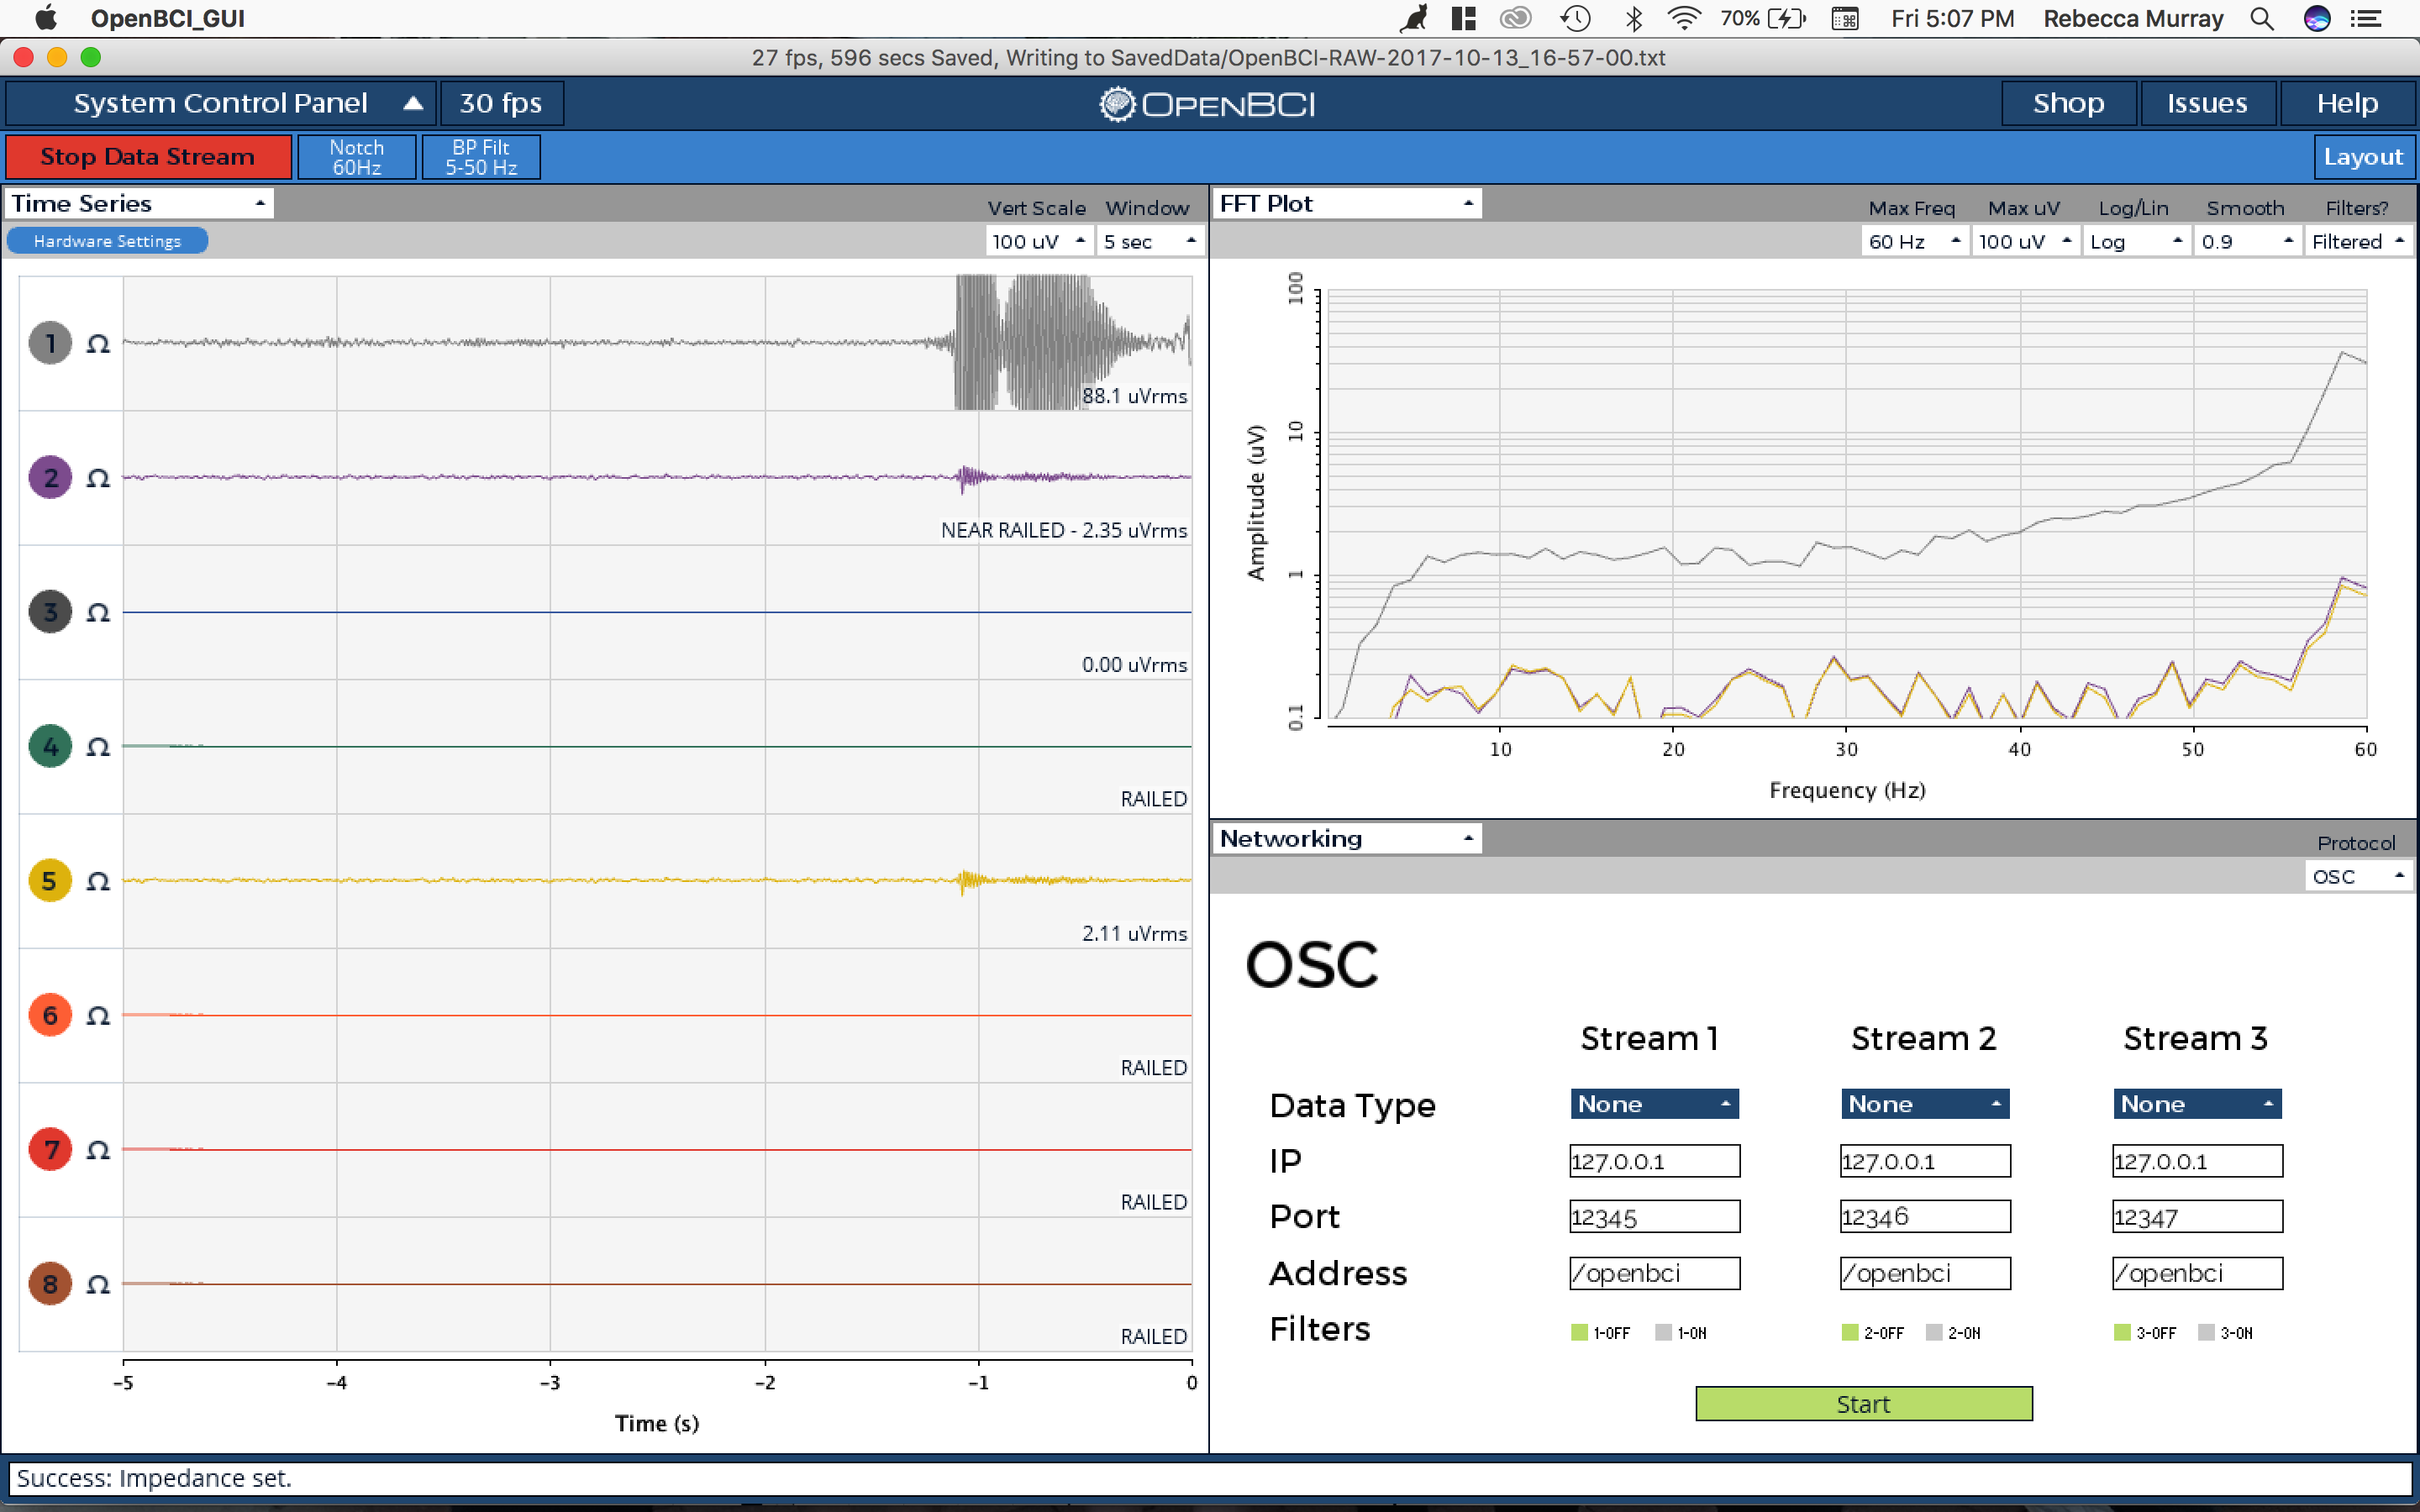 OpenBCI_GUI 70% Fri 5:07 PM Rebecca Murray
27 fps, 596 secs Saved, Writing to SavedData/OpenBCI-RAW-2017-10-13_16-57-00.txt
System Control Panel 30 fps OPENBCI Shop Issues Help
Stop Data Stream Notch 60Hz BP Filt 5-50 Hz Layout
Time Series Vert Scale Window
Hardware Settings 100 uV 5 sec
1 Ω
88.1 uVrms
2 Ω
NEAR RAILED - 2.35 uVrms
3 Ω
0.00 uVrms
4 Ω
RAILED
5 Ω
2.11 uVrms
6 Ω
RAILED
7 Ω
RAILED
8 Ω
RAILED
-5 -4 -3 -2 -1 0
Time (s)
FFT Plot Max Freq Max uV Log/Lin Smooth Filters?
60 Hz 100 uV Log 0.9 Filtered
100
10
1
0.1
Amplitude (uV)
10 20 30 40 50 60
Frequency (Hz)
Networking Protocol
OSC
OSC
Stream 1 Stream 2 Stream 3
Data Type None None None
IP 127.0.0.1 127.0.0.1 127.0.0.1
Port 12345 12346 12347
Address /openbci /openbci /openbci
Filters 1-OFF 1-ON 2-OFF 2-ON 3-OFF 3-ON
Start
Success: Impedance set.